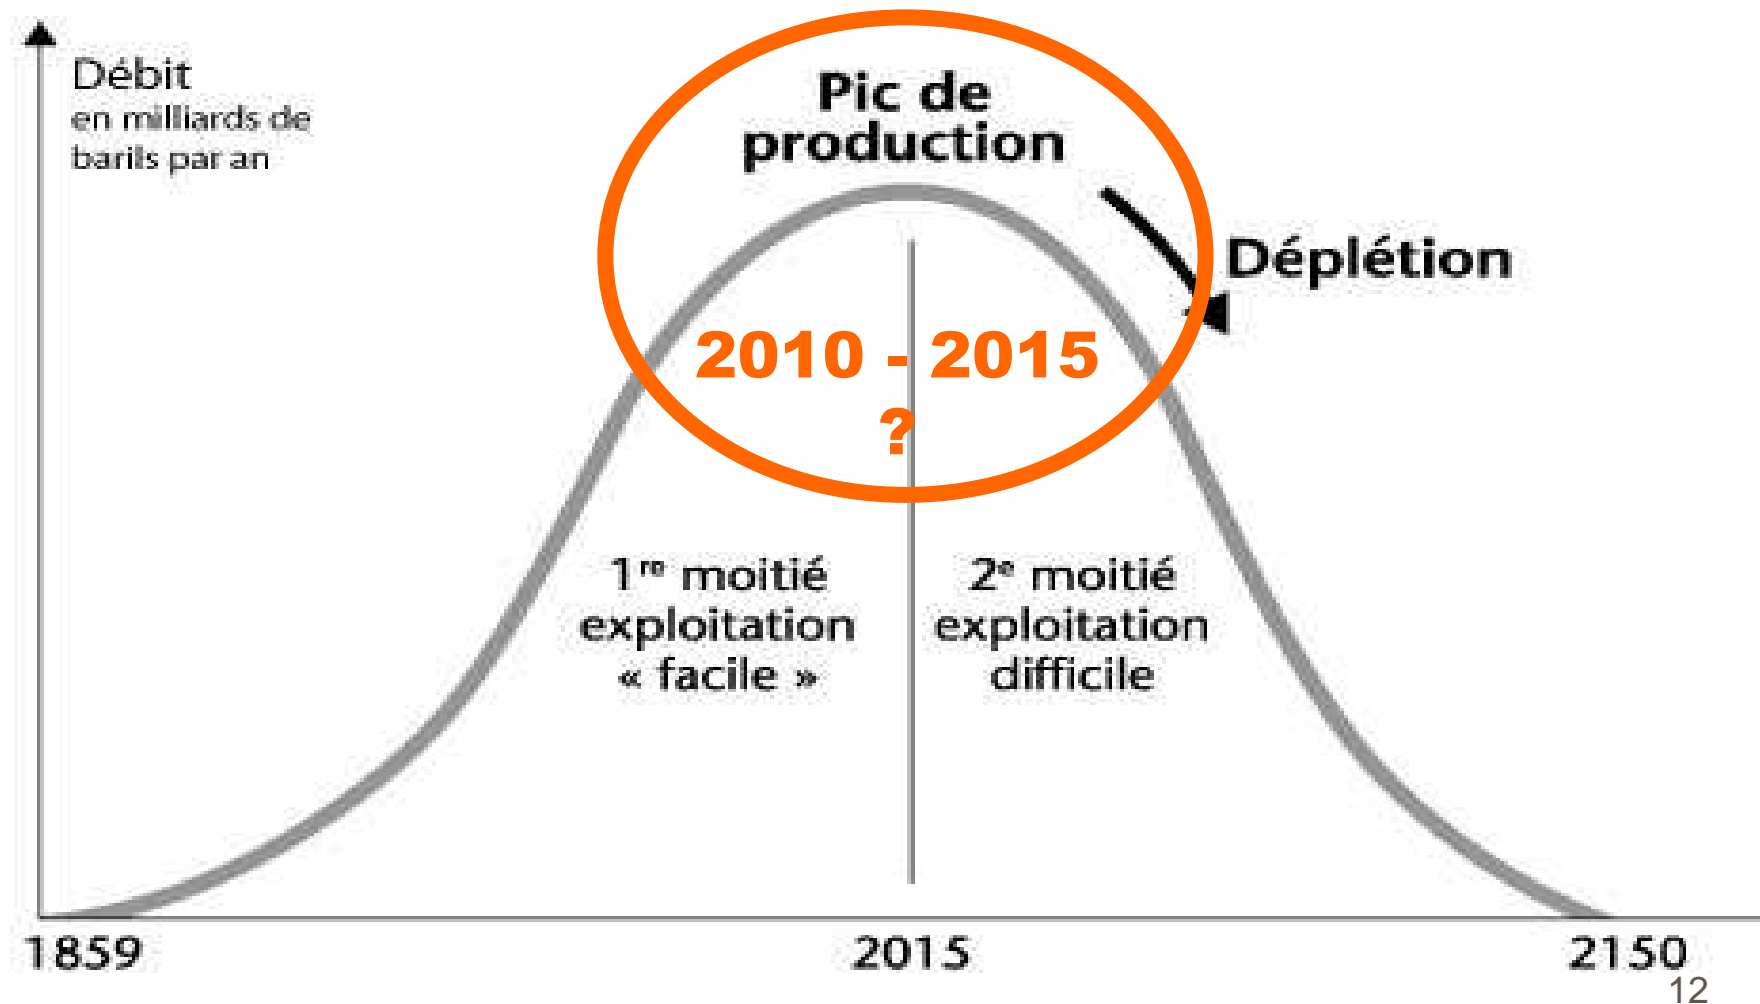 Débit
en milliards de
barils par an
Pic de
production
Déplétion
2010 - 2015
?
1re moitié
exploitation
« facile »
2e moitié
exploitation
difficile
1859
2015
2150
12